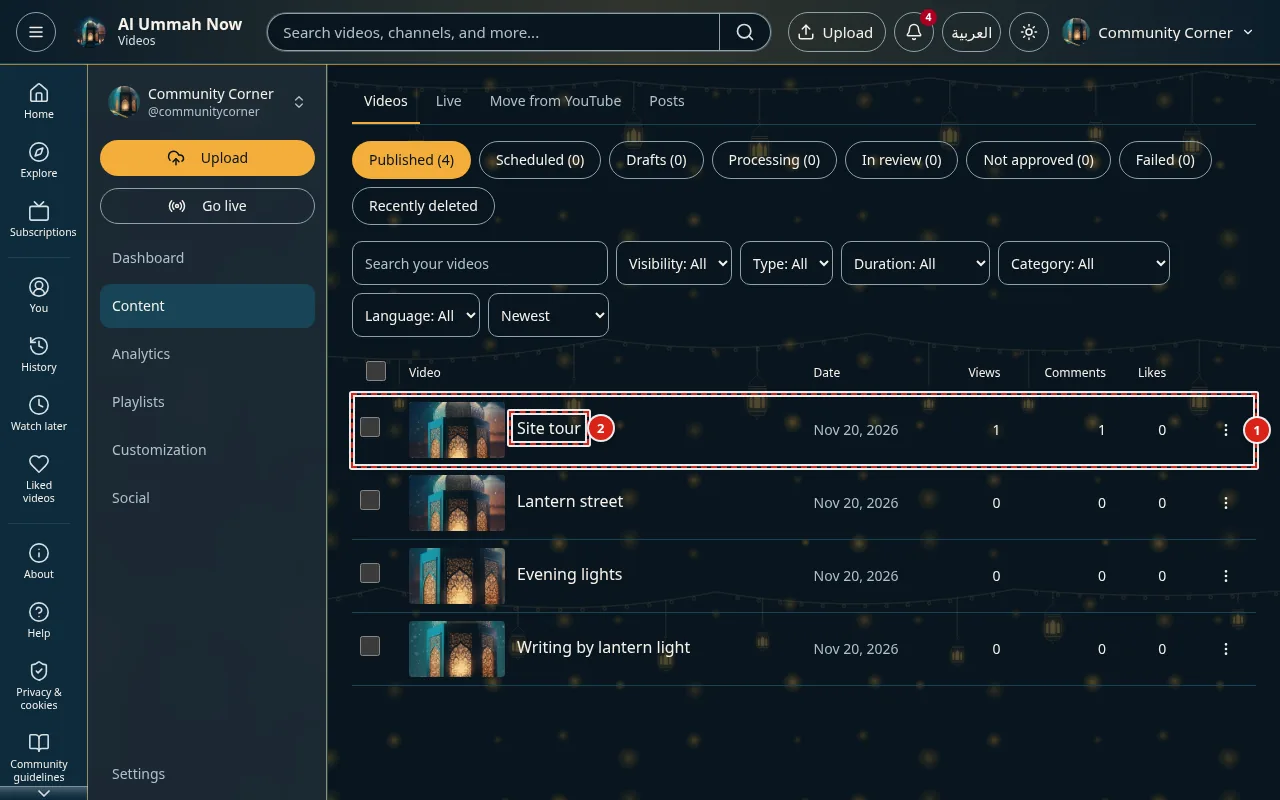 Al Ummah Now
Videos
Search videos, channels, and more...
Upload
4
العربية
Community Corner
Home
Explore
Subscriptions
You
History
Watch later
Liked
videos
About
Help
Privacy &
cookies
Community
guidelines
Community Corner
@communitycorner
Upload
Go live
Dashboard
Content
Analytics
Playlists
Customization
Social
Settings
Videos Live Move from YouTube Posts
Published (4) Scheduled (0) Drafts (0) Processing (0) In review (0) Not approved (0) Failed (0)
Recently deleted
Search your videos Visibility: All Type: All Duration: All Category: All
Language: All Newest
Video Date Views Comments Likes
Site tour 2 Nov 20, 2026 1 1 0 1
Lantern street Nov 20, 2026 0 0 0
Evening lights Nov 20, 2026 0 0 0
Writing by lantern light Nov 20, 2026 0 0 0